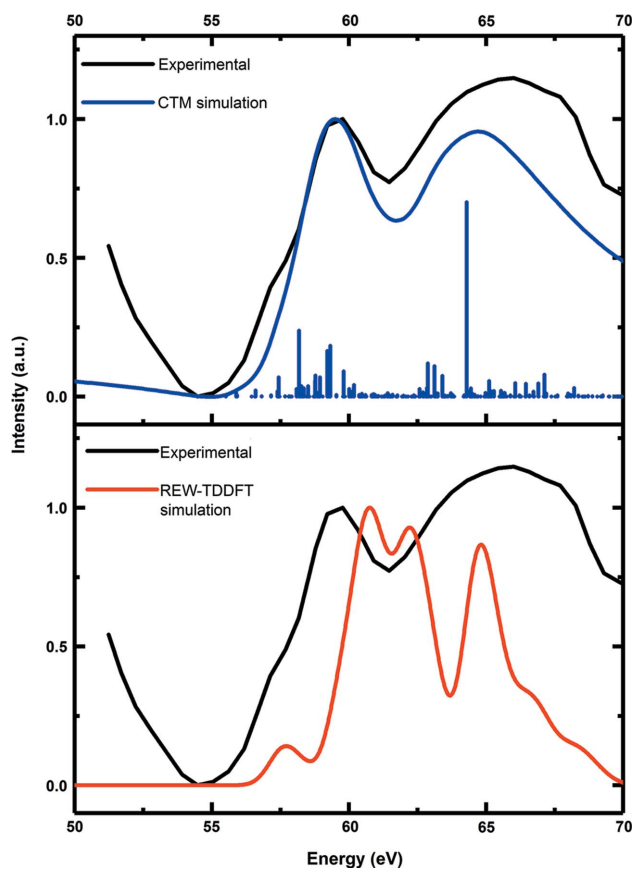 50 55 60 65 70
Experimental
CTM simulation
1.0
0.5
0.0
Intensity (a.u.)
Experimental
REW-TDDFT
simulation
1.0
0.5
0.0
50 55 60 65 70
Energy (eV)